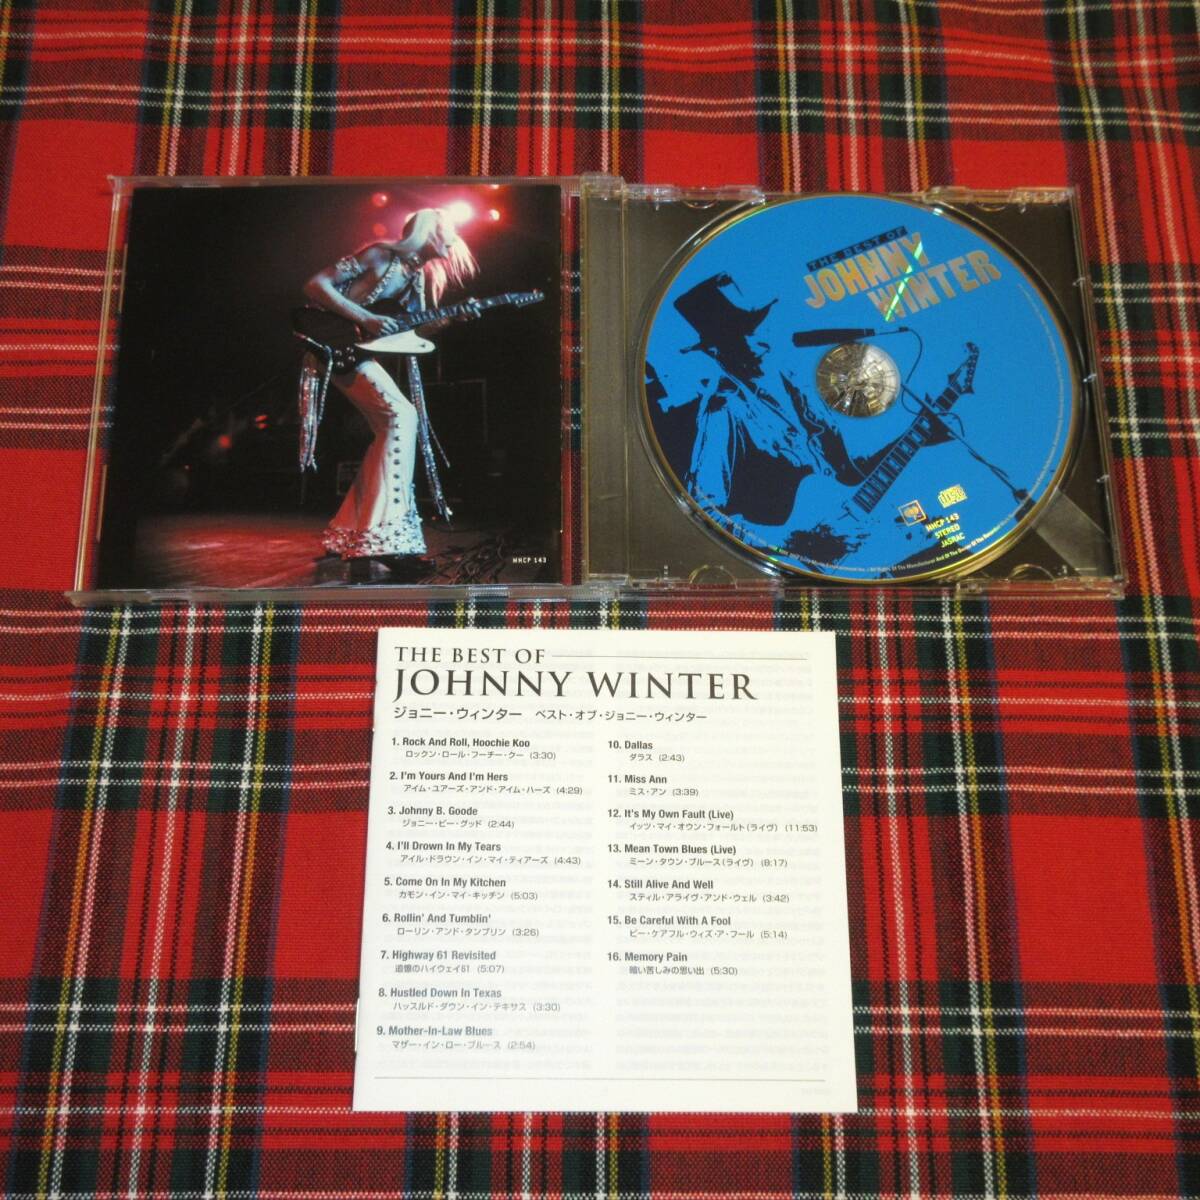 MHCP 143
THE BEST OF
JOHNNY
WINTER
MHCP 143
STEREO
JASRAC
THE BEST OF
JOHNNY WINTER
ジョニー・ウィンター ベスト・オブ・ジョニー・ウィンター
1. Rock And Roll, Hoochie Koo
ロックン・ロール・フーチー・クー (3:30)
2. I'm Yours And I'm Hers
アイム・ユアーズ・アンド・アイム・ハーズ (4:29)
3. Johnny B. Goode
ジョニー・ビー・グッド (2:44)
4. I'll Drown In My Tears
アイル・ドラウン・イン・マイ・ティアーズ (4:43)
5. Come On In My Kitchen
カモン・イン・マイ・キッチン (5:03)
6. Rollin' And Tumblin'
ローリン・アンド・タンブリン (3:26)
7. Highway 61 Revisited
追憶のハイウェイ61 (5:07)
8. Hustled Down In Texas
ハッスルド・ダウン・イン・テキサス (3:30)
9. Mother-In-Law Blues
マザー・イン・ロー・ブルース (2:54)
10. Dallas
ダラス (2:43)
11. Miss Ann
ミス・アン (3:39)
12. It's My Own Fault (Live)
イッツ・マイ・オウン・フォールト(ライヴ) (11:53)
13. Mean Town Blues (Live)
ミーン・タウン・ブルース(ライヴ) (8:17)
14. Still Alive And Well
スティル・アライヴ・アンド・ウェル (3:42)
15. Be Careful With A Fool
ビー・ケアフル・ウィズ・ア・フール (5:14)
16. Memory Pain
暗い苦しみの思い出 (5:30)